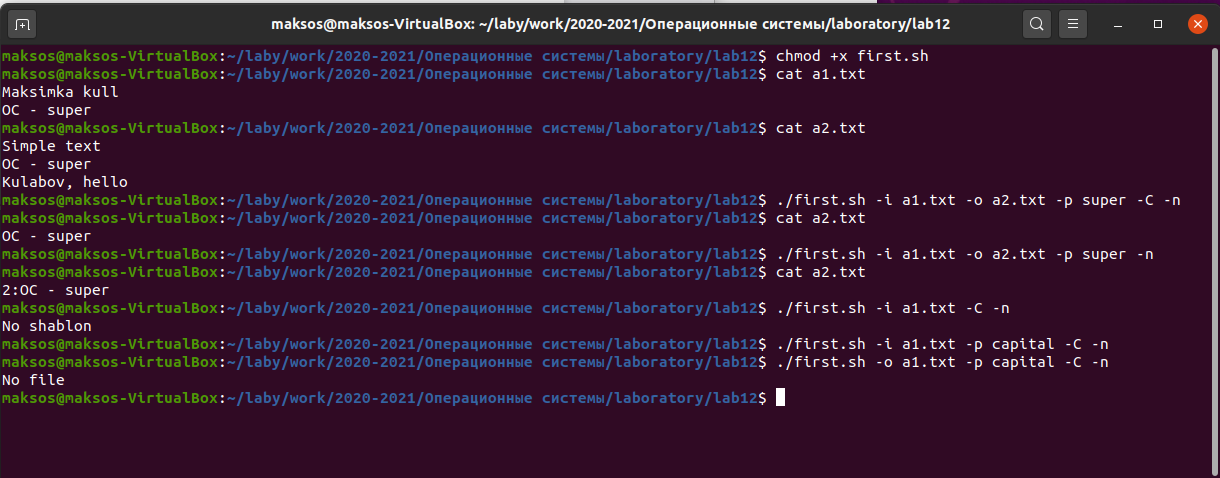 maksos@maksos-VirtualBox: ~/laby/work/2020-2021/Операционные системы/laboratory/lab12
maksos@maksos-VirtualBox:~/laby/work/2020-2021/Операционные системы/laboratory/lab12$ chmod +x first.sh
maksos@maksos-VirtualBox:~/laby/work/2020-2021/Операционные системы/laboratory/lab12$ cat a1.txt
Maksimka kull
ОС - super
maksos@maksos-VirtualBox:~/laby/work/2020-2021/Операционные системы/laboratory/lab12$ cat a2.txt
Simple text
ОС - super
Kulabov, hello
maksos@maksos-VirtualBox:~/laby/work/2020-2021/Операционные системы/laboratory/lab12$ ./first.sh -i a1.txt -o a2.txt -p super -C -n
maksos@maksos-VirtualBox:~/laby/work/2020-2021/Операционные системы/laboratory/lab12$ cat a2.txt
ОС - super
maksos@maksos-VirtualBox:~/laby/work/2020-2021/Операционные системы/laboratory/lab12$ ./first.sh -i a1.txt -o a2.txt -p super -n
maksos@maksos-VirtualBox:~/laby/work/2020-2021/Операционные системы/laboratory/lab12$ cat a2.txt
2:ОС - super
maksos@maksos-VirtualBox:~/laby/work/2020-2021/Операционные системы/laboratory/lab12$ ./first.sh -i a1.txt -C -n
No shablon
maksos@maksos-VirtualBox:~/laby/work/2020-2021/Операционные системы/laboratory/lab12$ ./first.sh -i a1.txt -p capital -C -n
maksos@maksos-VirtualBox:~/laby/work/2020-2021/Операционные системы/laboratory/lab12$ ./first.sh -o a1.txt -p capital -C -n
No file
maksos@maksos-VirtualBox:~/laby/work/2020-2021/Операционные системы/laboratory/lab12$